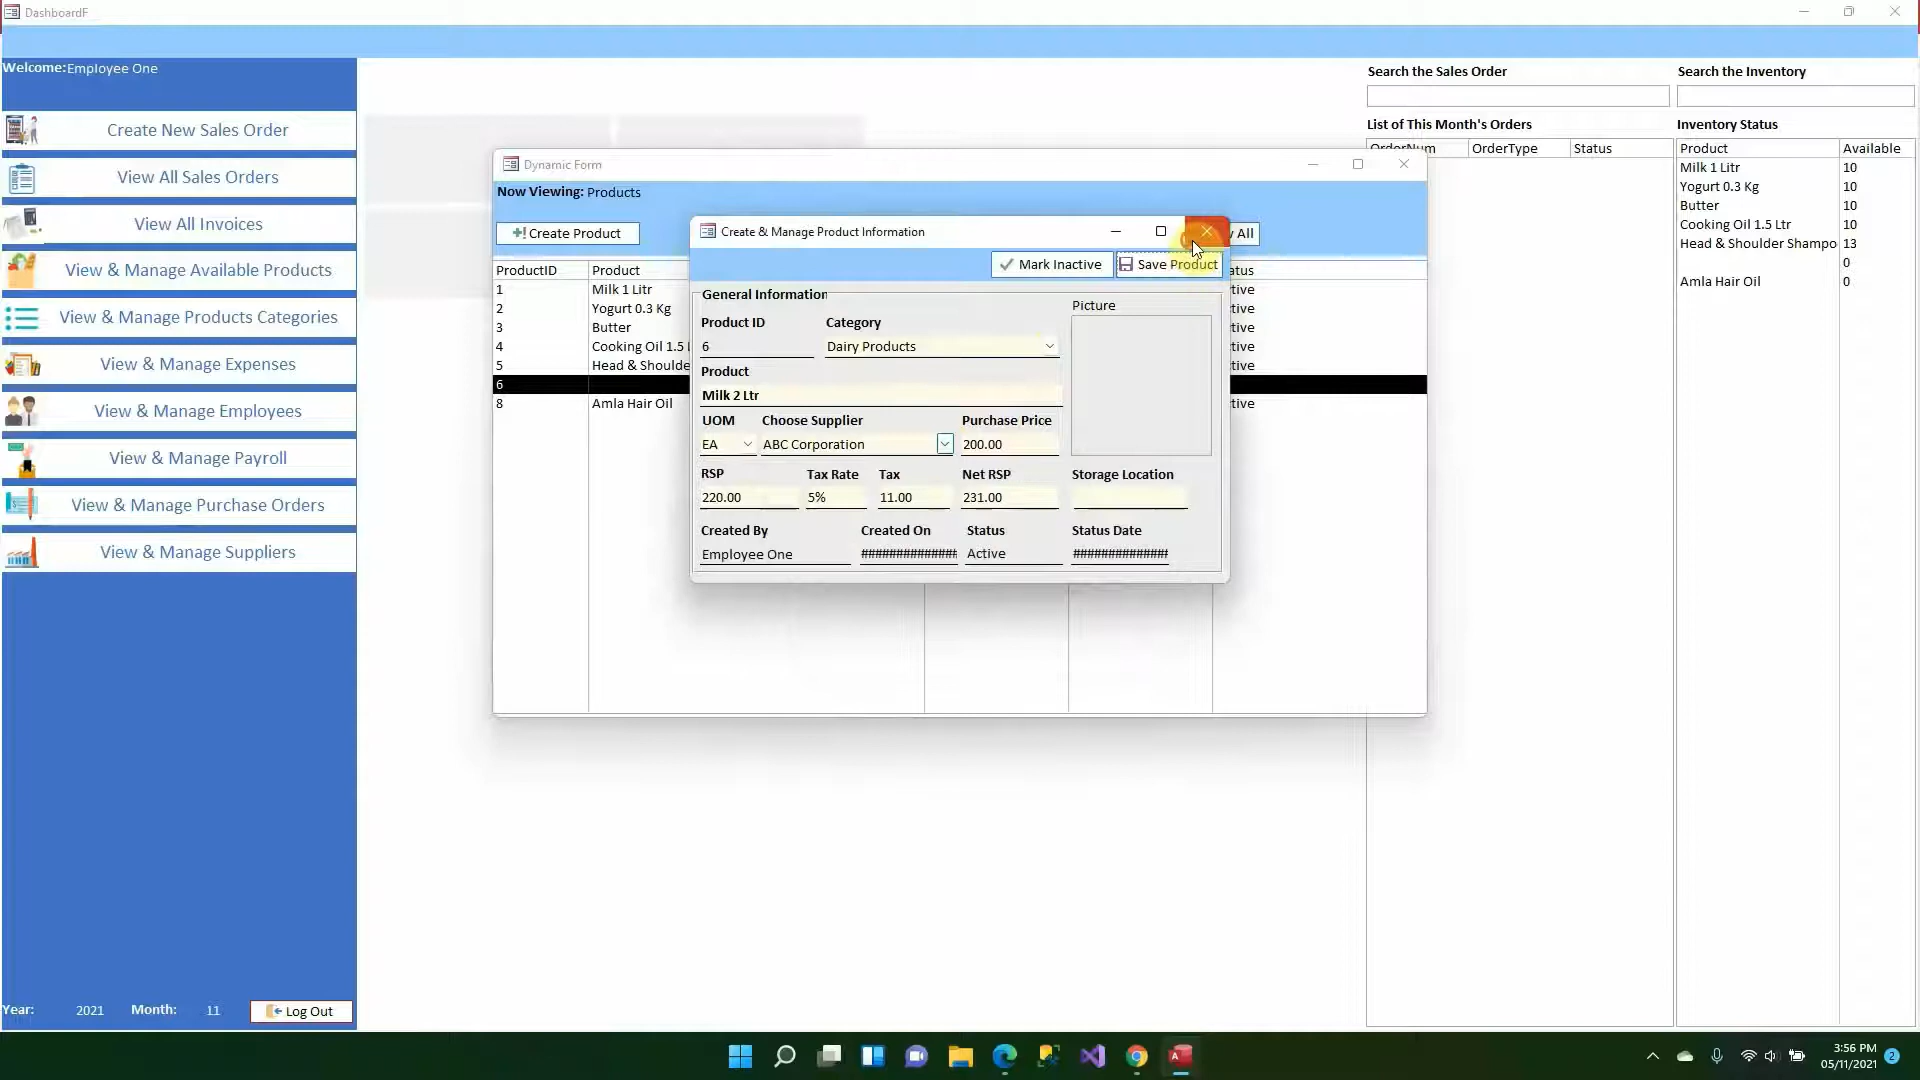 DashboardF
Welcome:Employee One
Create New Sales Order
View All Sales Orders
View All Invoices
View & Manage Available Products
View & Manage Products Categories
View & Manage Expenses
View & Manage Employees
View & Manage Payroll
View & Manage Purchase Orders
View & Manage Suppliers
Year: 2021 Month: 11 Log Out
Dynamic Form
Now Viewing: Products
Create Product
All
ProductID Product
1 Milk 1 Litr
2 Yogurt 0.3 Kg
3 Butter
4 Cooking Oil 1.5
5 Head & Shoulde
6
8 Amla Hair Oil
atus
tive
tive
tive
tive
tive
tive
Create & Manage Product Information
Mark Inactive Save Product
General Information
Picture
Product ID Category
6 Dairy Products
Product
Milk 2 Ltr
UOM Choose Supplier Purchase Price
EA ABC Corporation 200.00
RSP Tax Rate Tax Net RSP Storage Location
220.00 5% 11.00 231.00
Created By Created On Status Status Date
Employee One ############## Active ##############
Search the Sales Order
List of This Month's Orders
OrderNum OrderType Status
Search the Inventory
Inventory Status
Product Available
Milk 1 Litr 10
Yogurt 0.3 Kg 10
Butter 10
Cooking Oil 1.5 Ltr 10
Head & Shoulder Shampo 13
0
Amla Hair Oil 0
3:56 PM
05/11/2021
2